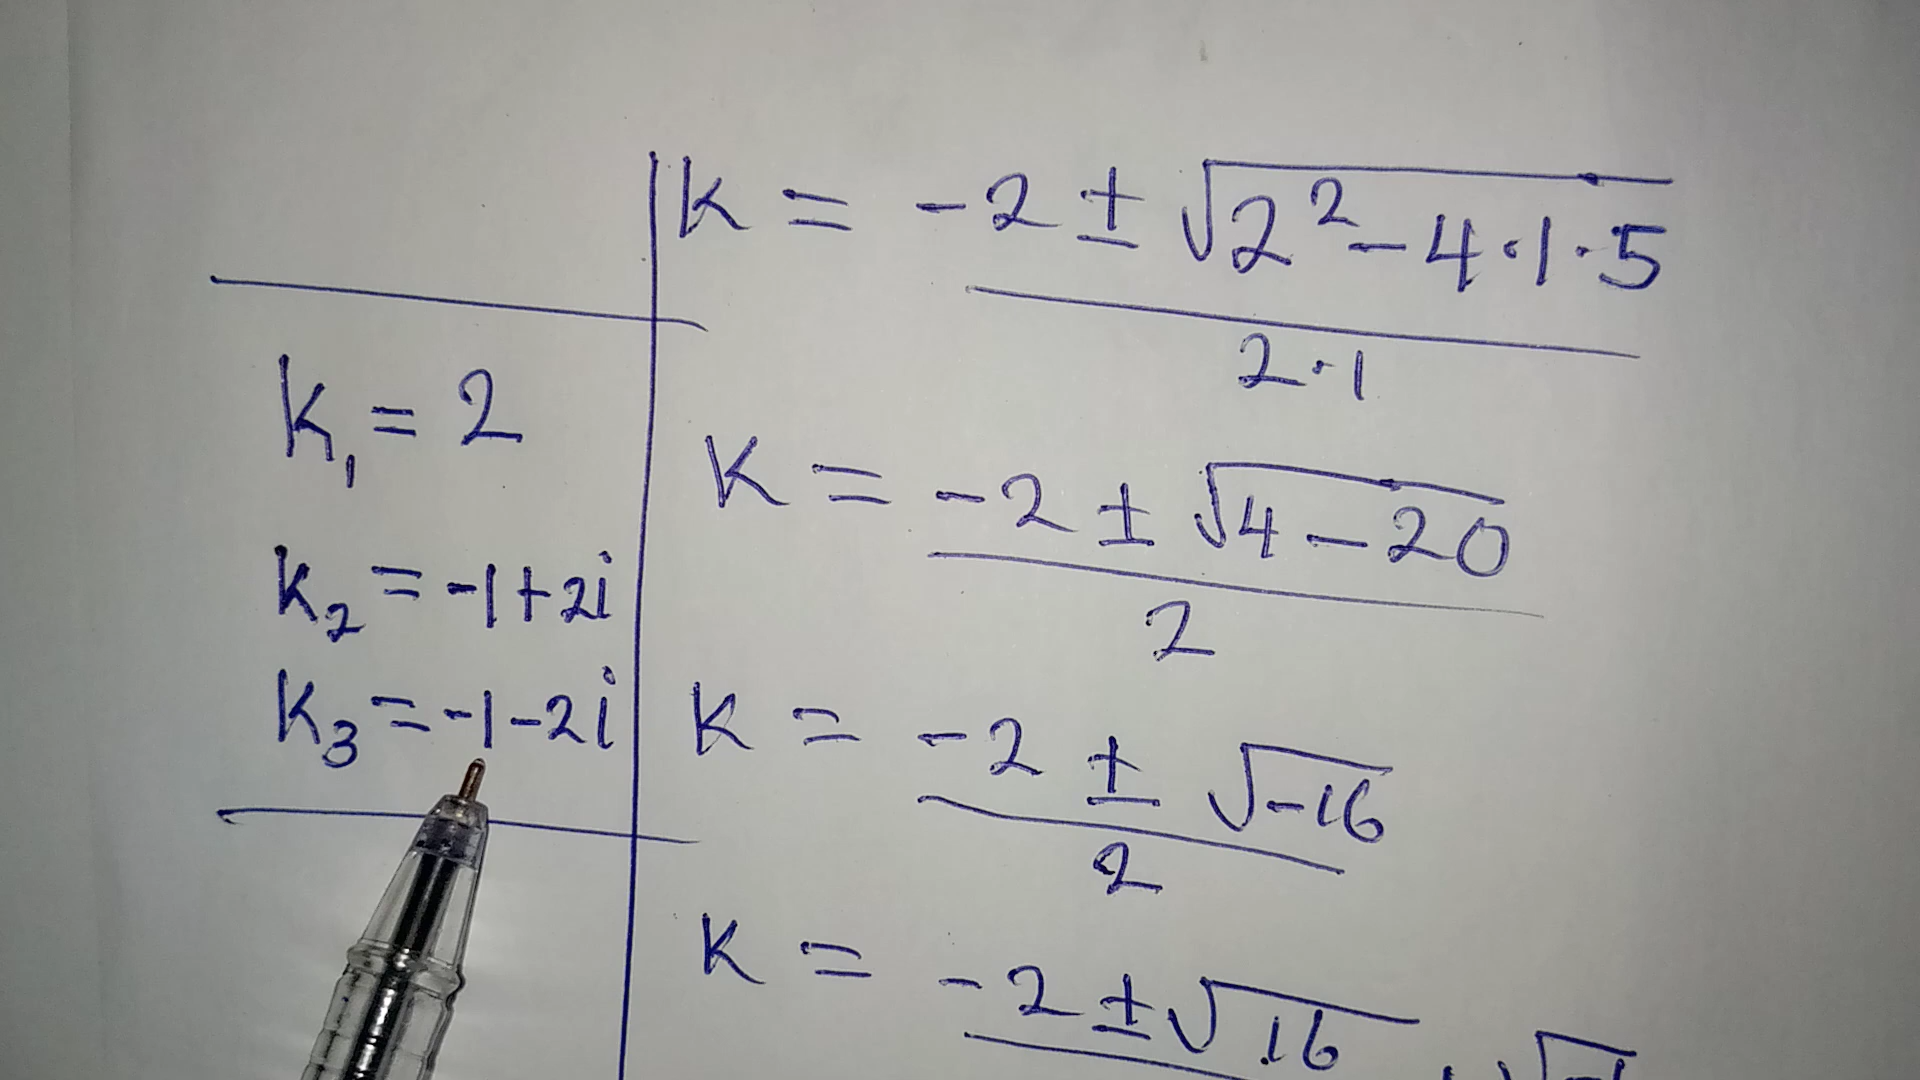 K₁ = 2
K₂ = -1+2i
K₃ = -1-2i
K = -2 ± √2² - 4·1·5
2·1
K = -2 ± √4 - 20
2
K = -2 ± √-16
2
K = -2 ± √16 · √-1